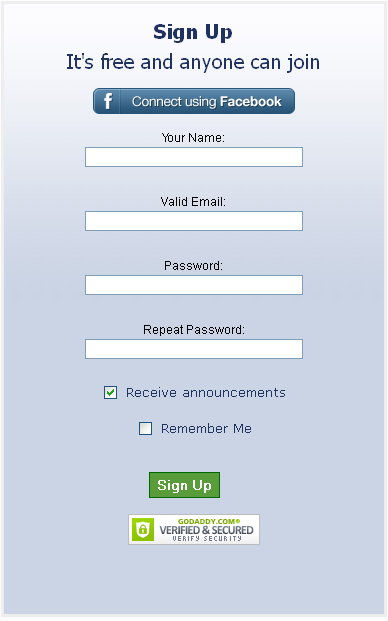 Sign Up
It's free and anyone can join
f Connect using Facebook
Your Name:
Valid Email:
Password:
Repeat Password:
Receive announcements
Remember Me
Sign Up
GODADDY.COM®
VERIFIED & SECURED
VERIFY SECURITY